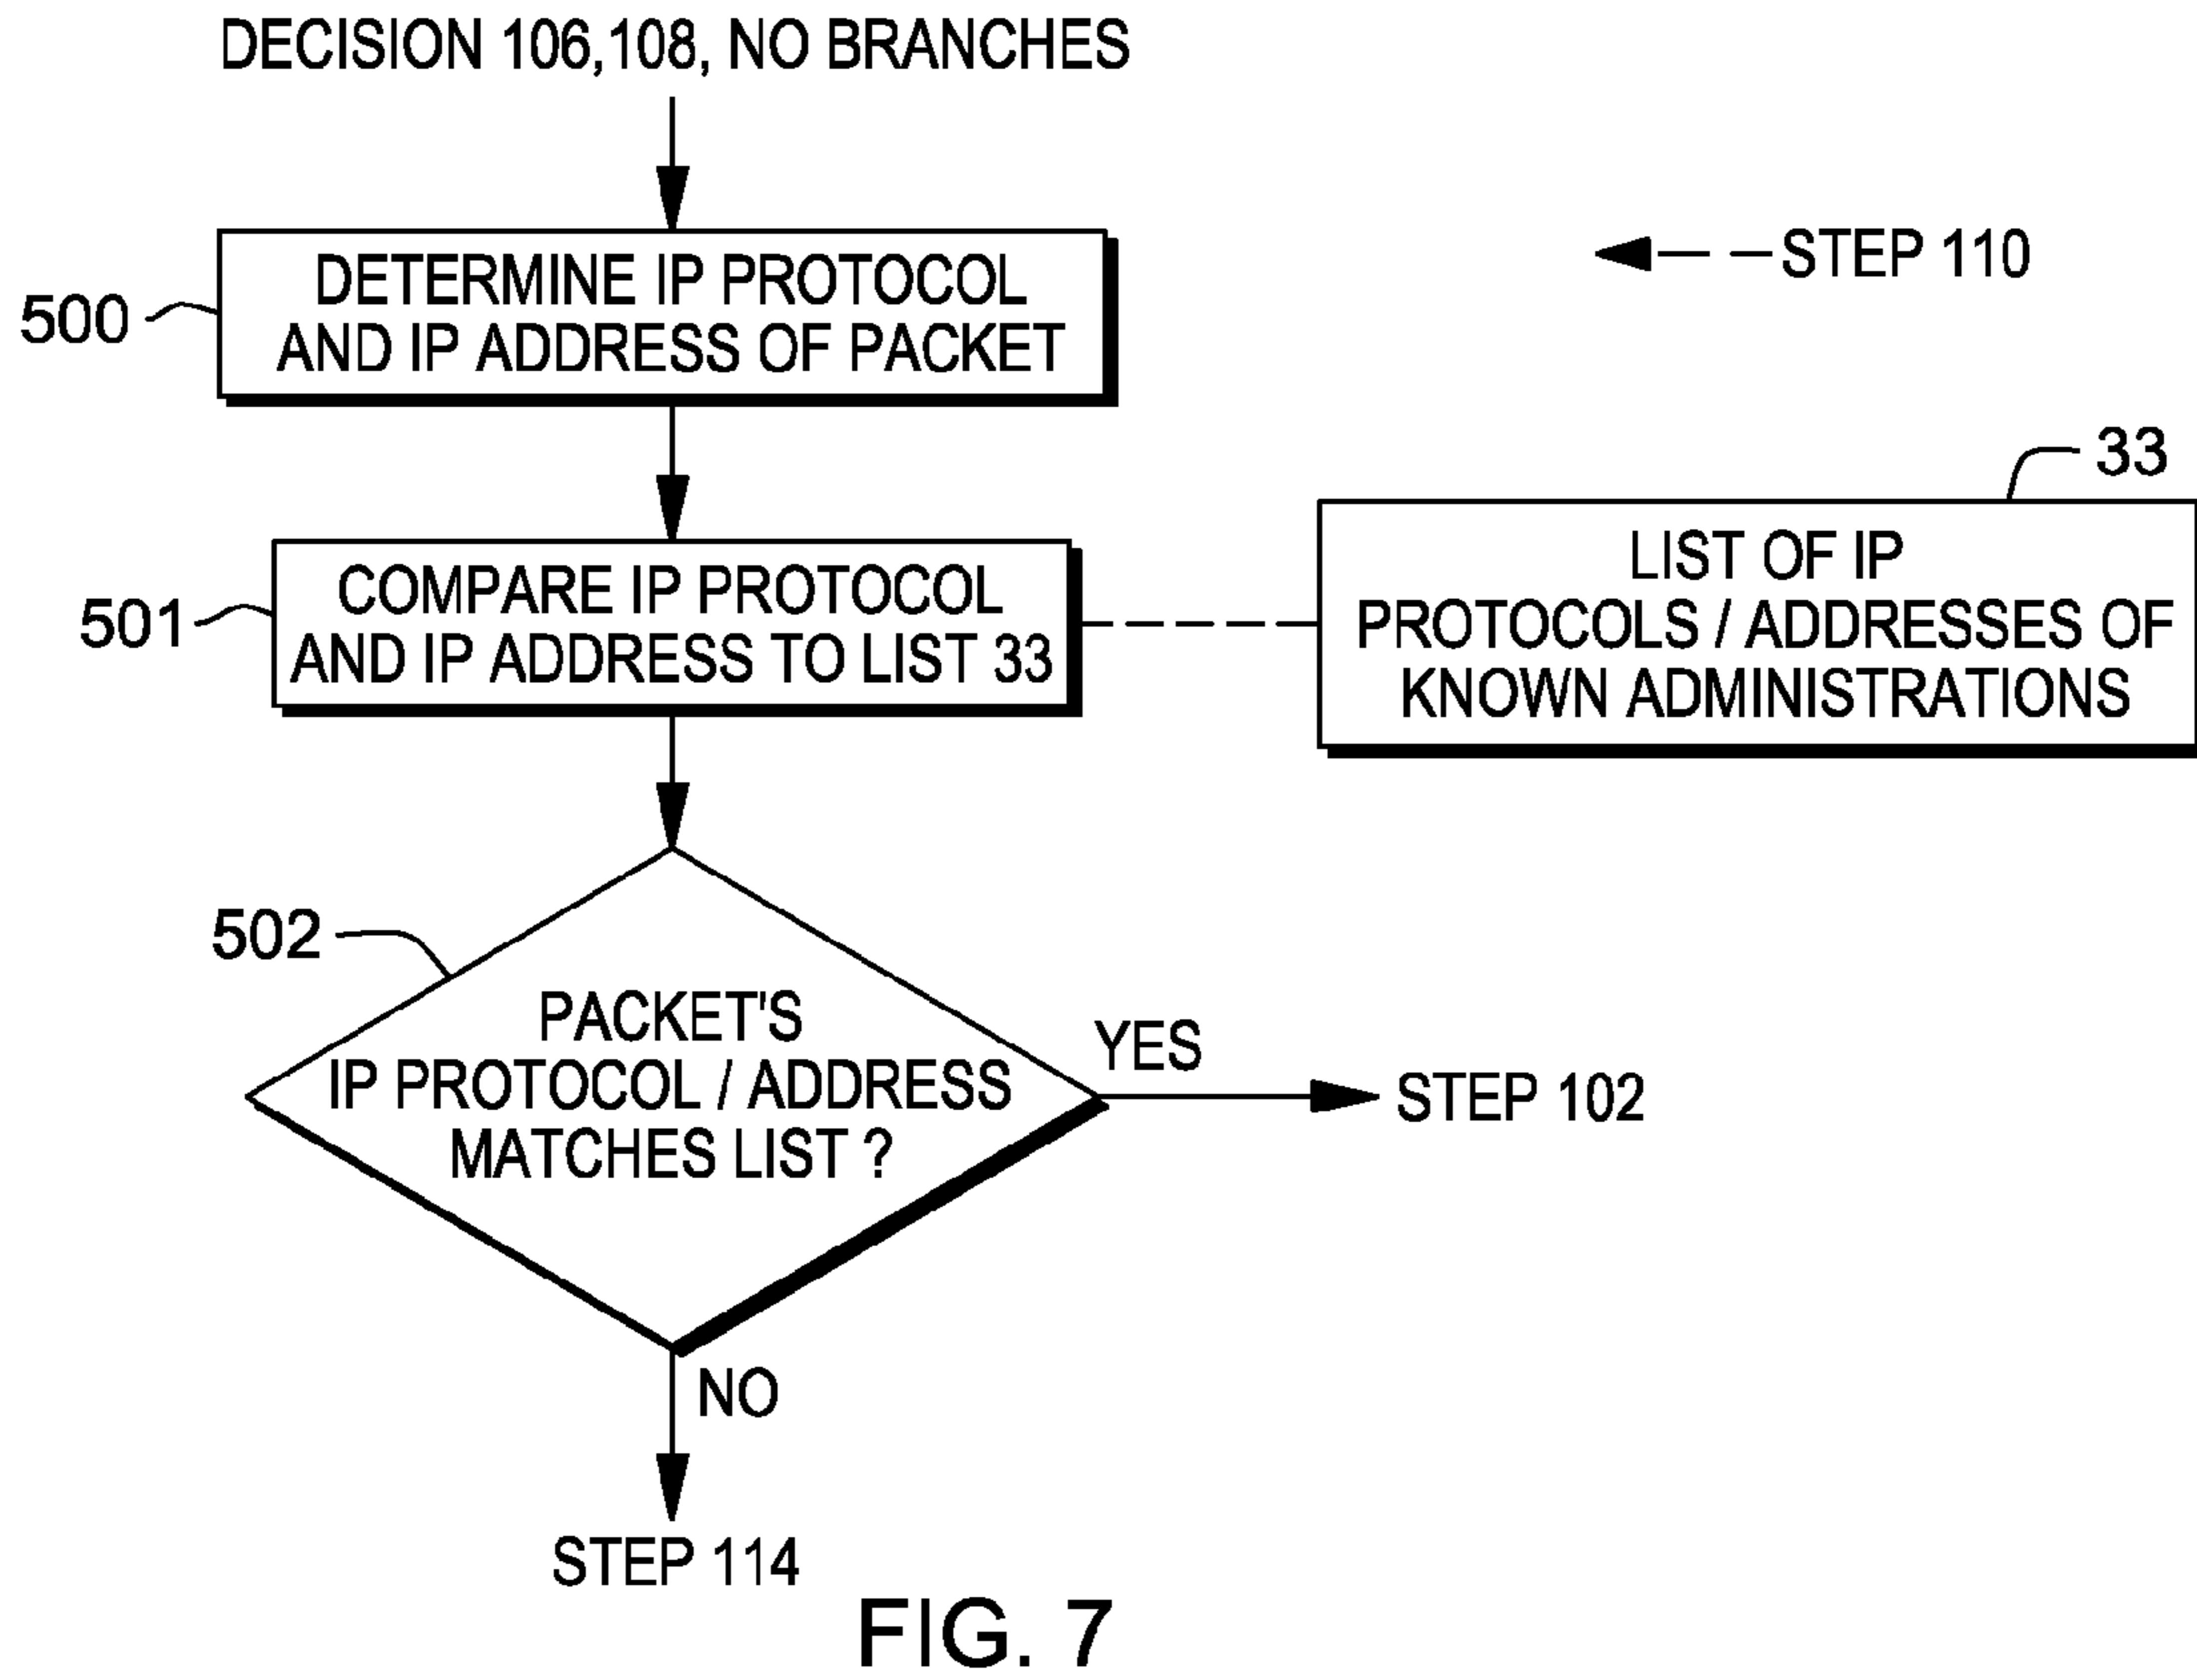 DECISION 106,108, NO BRANCHES
DETERMINE IP PROTOCOL
AND IP ADDRESS OF PACKET
500
STEP 110
33
COMPARE IP PROTOCOL
AND IP ADDRESS TO LIST 33
501
LIST OF IP
PROTOCOLS / ADDRESSES OF
KNOWN ADMINISTRATIONS
502
PACKET'S
IP PROTOCOL / ADDRESS
MATCHES LIST ?
YES
STEP 102
NO
STEP 114
FIG. 7